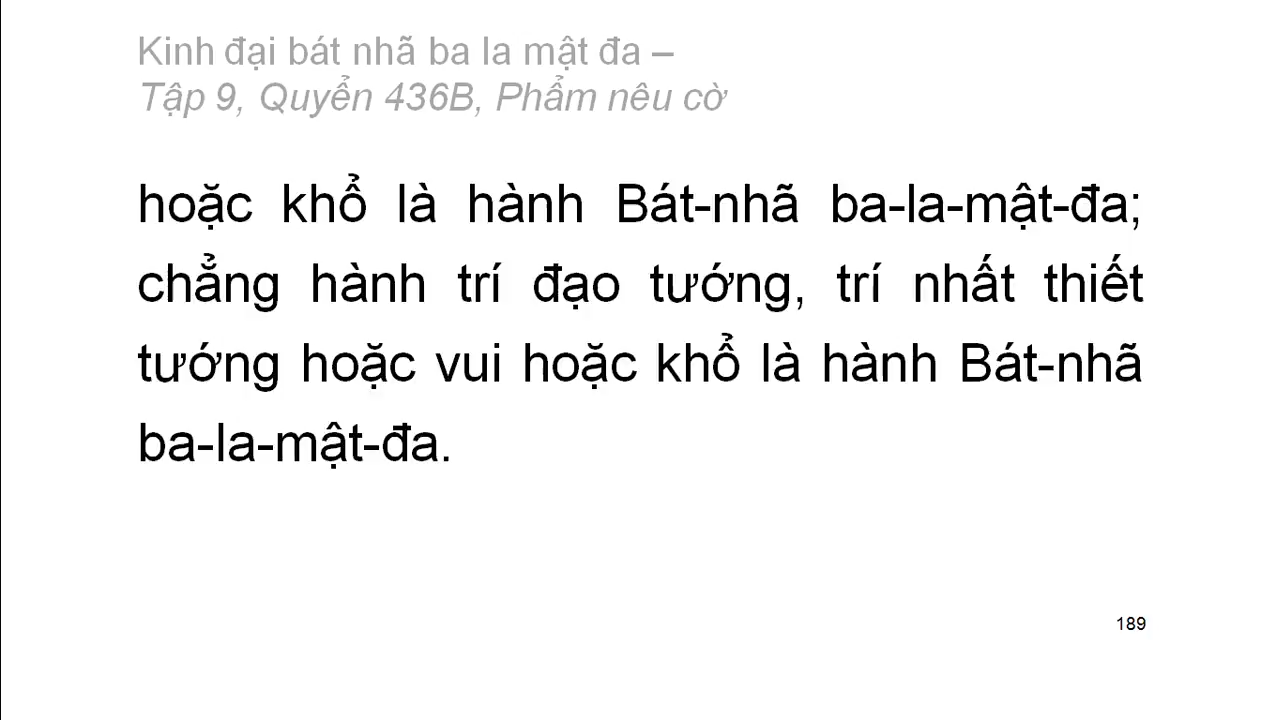 Kinh đại bát nhã ba la mật đa –
Tập 9, Quyển 436B, Phẩm nêu cờ
hoặc khổ là hành Bát-nhã ba-la-mật-đa;
chẳng hành trí đạo tướng, trí nhất thiết
tướng hoặc vui hoặc khổ là hành Bát-nhã
ba-la-mật-đa.
189